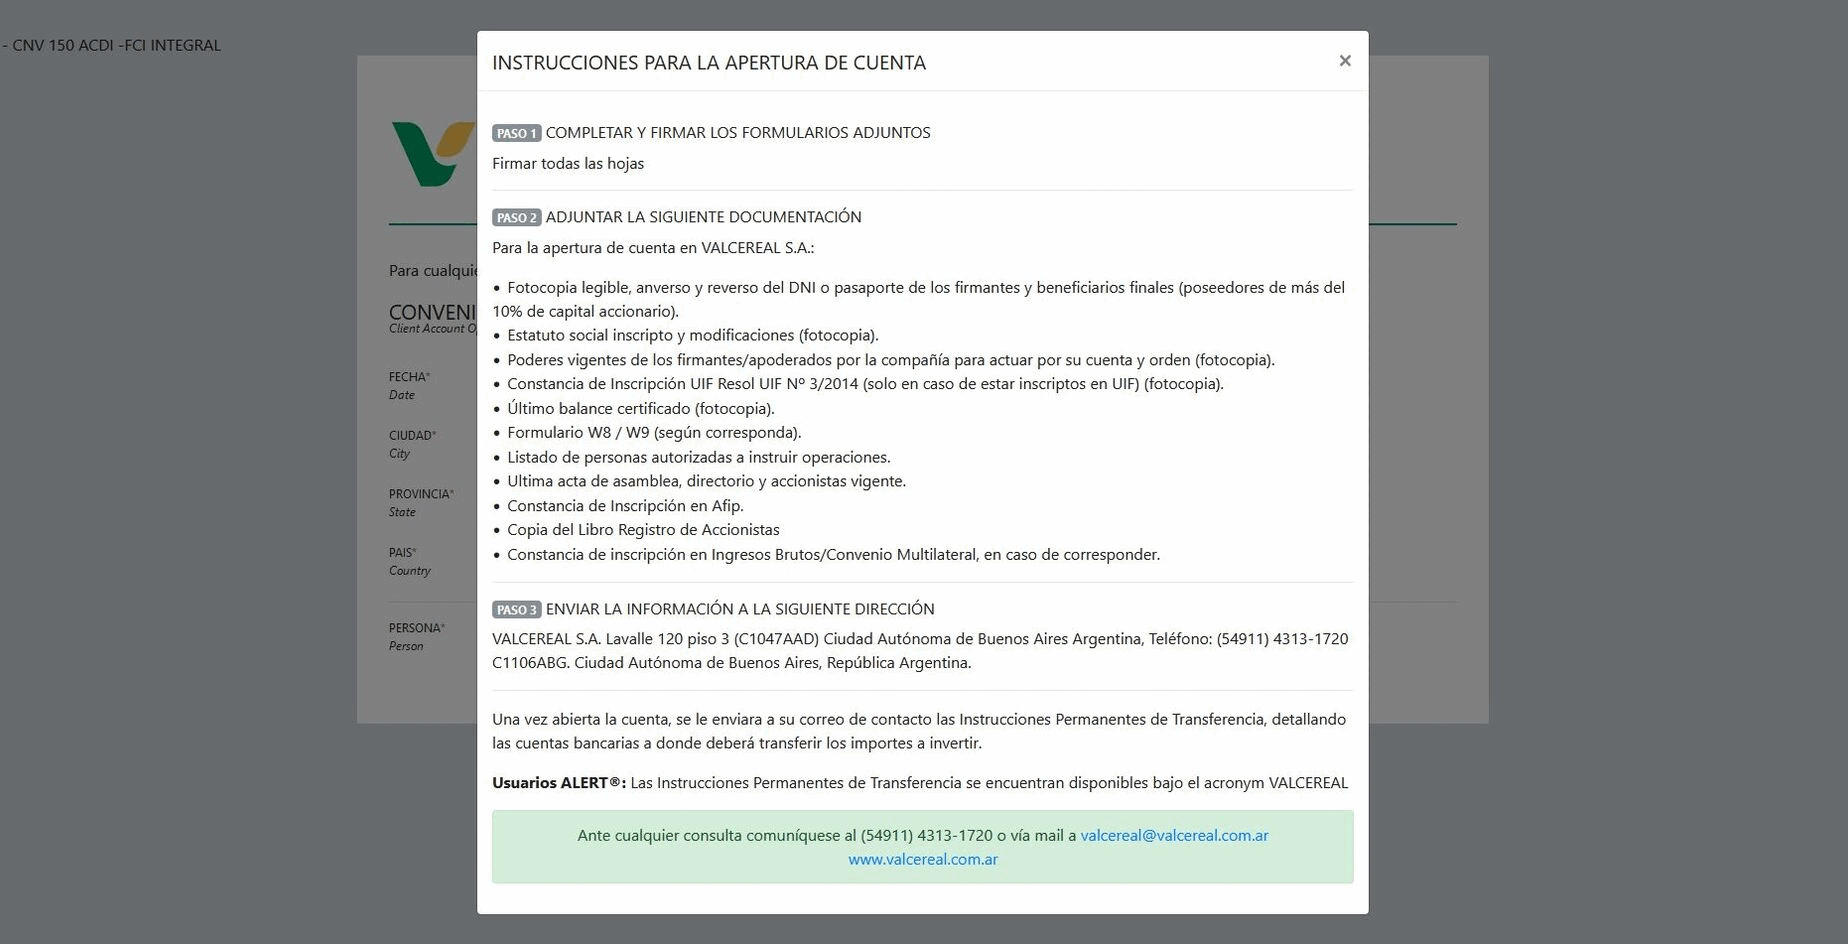 - CNV 150 ACDI -FCI INTEGRAL
INSTRUCCIONES PARA LA APERTURA DE CUENTA
×
PASO 1 COMPLETAR Y FIRMAR LOS FORMULARIOS ADJUNTOS
Firmar todas las hojas
PASO 2 ADJUNTAR LA SIGUIENTE DOCUMENTACIÓN
Para la apertura de cuenta en VALCEREAL S.A.:
• Fotocopia legible, anverso y reverso del DNI o pasaporte de los firmantes y beneficiarios finales (poseedores de más del
10% de capital accionario).
• Estatuto social inscripto y modificaciones (fotocopia).
• Poderes vigentes de los firmantes/apoderados por la compañía para actuar por su cuenta y orden (fotocopia).
• Constancia de Inscripción UIF Resol UIF Nº 3/2014 (solo en caso de estar inscriptos en UIF) (fotocopia).
• Último balance certificado (fotocopia).
• Formulario W8 / W9 (según corresponda).
• Listado de personas autorizadas a instruir operaciones.
• Ultima acta de asamblea, directorio y accionistas vigente.
• Constancia de Inscripción en Afip.
• Copia del Libro Registro de Accionistas
• Constancia de inscripción en Ingresos Brutos/Convenio Multilateral, en caso de corresponder.
PASO 3 ENVIAR LA INFORMACIÓN A LA SIGUIENTE DIRECCIÓN
VALCEREAL S.A. Lavalle 120 piso 3 (C1047AAD) Ciudad Autónoma de Buenos Aires Argentina, Teléfono: (54911) 4313-1720
C1106ABG. Ciudad Autónoma de Buenos Aires, República Argentina.
Una vez abierta la cuenta, se le enviara a su correo de contacto las Instrucciones Permanentes de Transferencia, detallando
las cuentas bancarias a donde deberá transferir los importes a invertir.
Usuarios ALERT®: Las Instrucciones Permanentes de Transferencia se encuentran disponibles bajo el acronym VALCEREAL
Ante cualquier consulta comuníquese al (54911) 4313-1720 o vía mail a valcereal@valcereal.com.ar
www.valcereal.com.ar
Para cualquie
CONVENI
Client Account O
FECHA*
Date
CIUDAD*
City
PROVINCIA*
State
PAIS*
Country
PERSONA*
Person